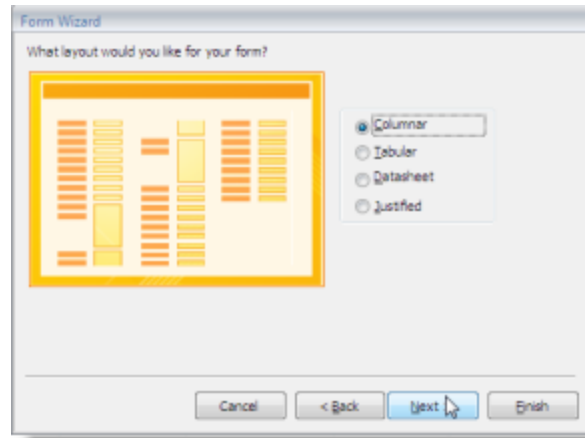 Form Wizard
What layout would you like for your form?
Columnar
Tabular
Datasheet
Justified
Cancel
< Back
Next
Finish